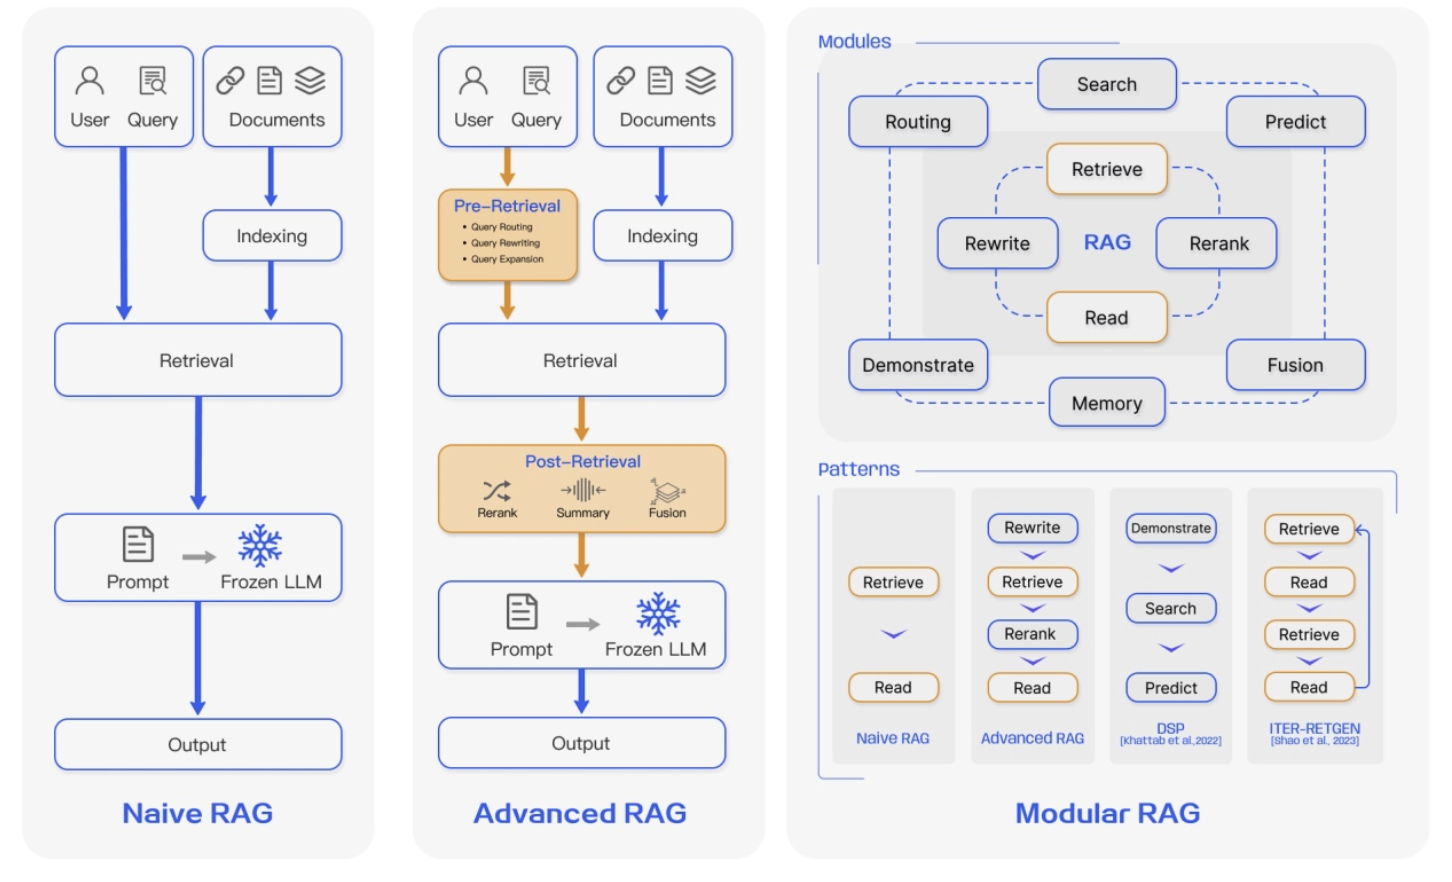 User Query
Documents
Indexing
Retrieval
Prompt
Frozen LLM
Output
Naive RAG
User Query
Documents
Pre-Retrieval
• Query Routing
• Query Rewriting
• Query Expansion
Indexing
Retrieval
Post-Retrieval
Rerank
Summary
Fusion
Prompt
Frozen LLM
Output
Advanced RAG
Modules
Search
Routing
Predict
Retrieve
Rewrite
RAG
Rerank
Read
Demonstrate
Fusion
Memory
Patterns
Retrieve
Read
Naive RAG
Rewrite
Retrieve
Rerank
Read
Advanced RAG
Demonstrate
Search
Predict
DSP
[Khattab et al.,2022]
Retrieve
Read
Retrieve
Read
ITER-RETGEN
[Shao et al., 2023]
Modular RAG